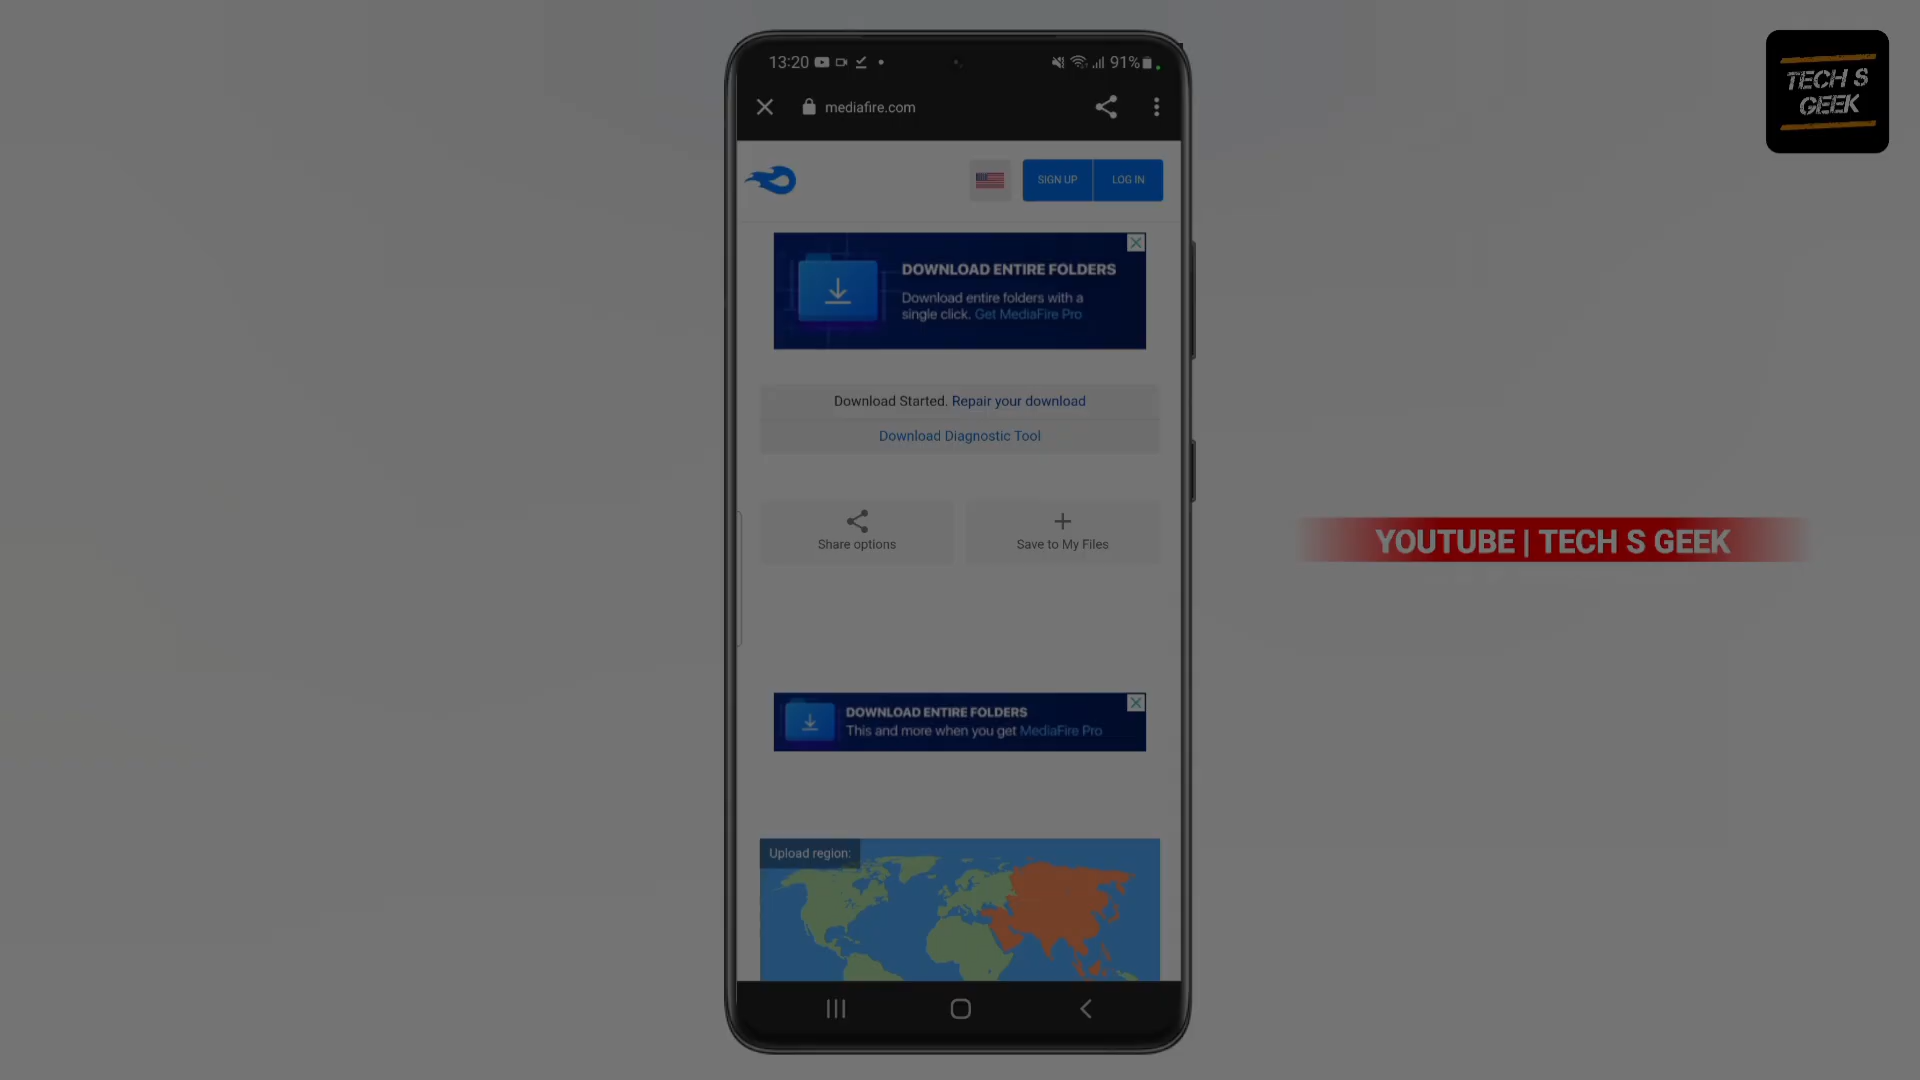 13:20
91%
mediafire.com
TECH S
GEEK
SIGN UP
LOG IN
DOWNLOAD ENTIRE FOLDERS
Download entire folders with a
single click. Get MediaFire Pro
Download Started. Repair your download
Download Diagnostic Tool
Share options
Save to My Files
YOUTUBE | TECH S GEEK
DOWNLOAD ENTIRE FOLDERS
This and more when you get MediaFire Pro
Upload region: